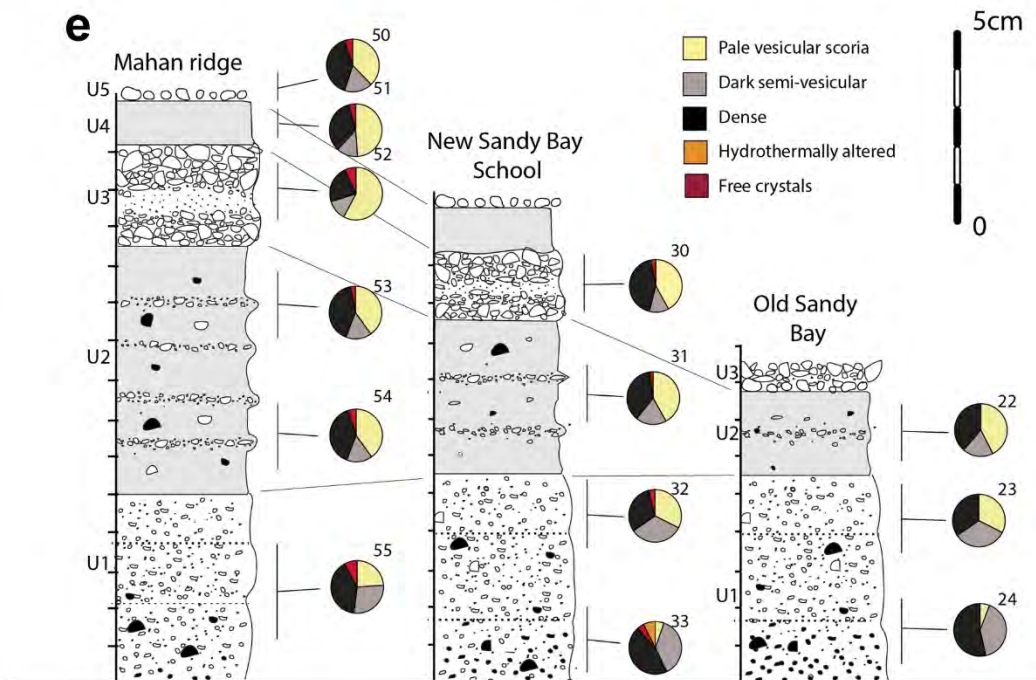 e
5cm
Pale vesicular scoria
Dark semi-vesicular
Dense
Hydrothermally altered
Free crystals
0
Mahan ridge
U5
U4
U3
U2
U1
50
51
52
53
54
55
New Sandy Bay
School
30
31
32
33
Old Sandy
Bay
U3
U2
U1
22
23
24